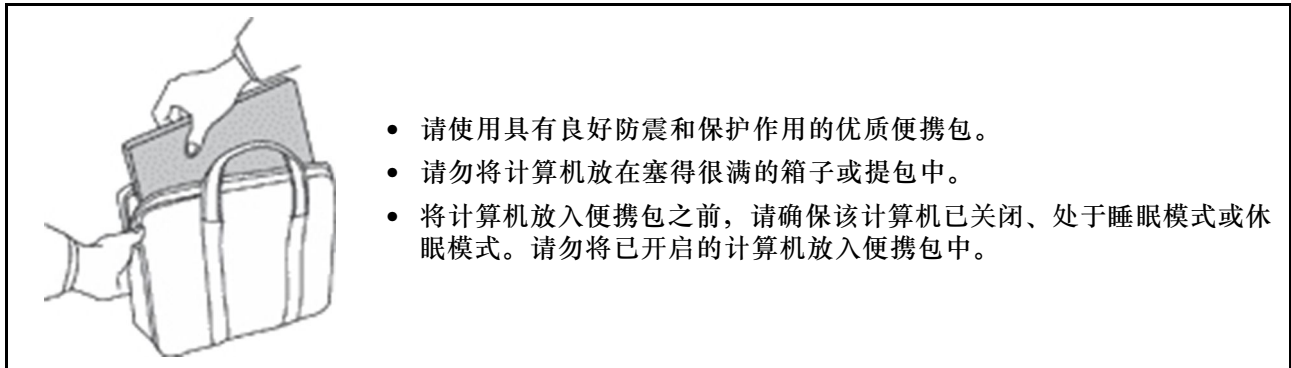 • 请使用具有良好防震和保护作用的优质便携包。
• 请勿将计算机放在塞得很满的箱子或提包中。
• 将计算机放入便携包之前，请确保该计算机已关闭、处于睡眠模式或休
眠模式。请勿将已开启的计算机放入便携包中。